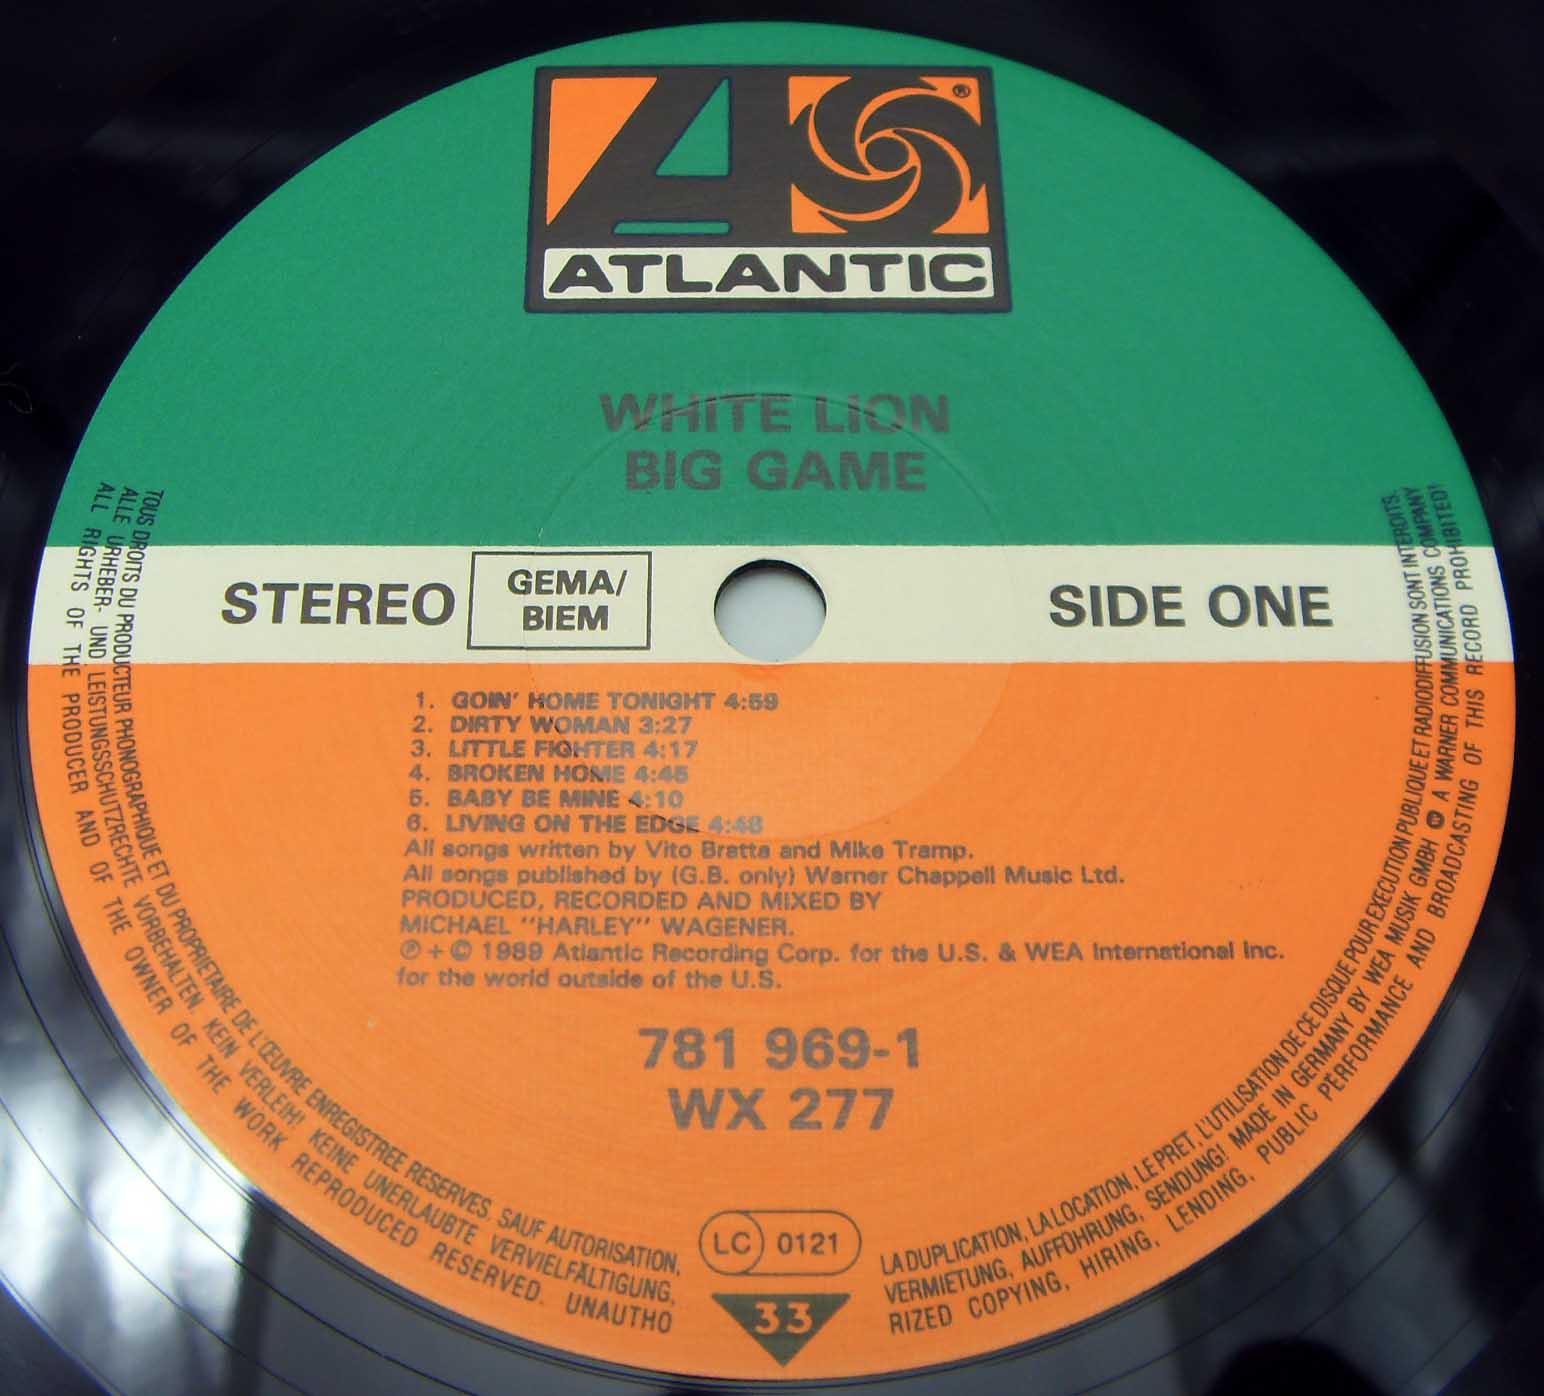 ®
ATLANTIC
WHITE LION
BIG GAME
STEREO
GEMA/
BIEM
SIDE ONE
1. GOIN' HOME TONIGHT 4:59
2. DIRTY WOMAN 3:27
3. LITTLE FIGHTER 4:17
4. BROKEN HOME 4:45
5. BABY BE MINE 4:10
6. LIVING ON THE EDGE 4:48
All songs written by Vito Bratta and Mike Tramp.
All songs published by (G.B. only) Warner Chappell Music Ltd.
PRODUCED, RECORDED AND MIXED BY
MICHAEL "HARLEY" WAGENER.
℗ + © 1989 Atlantic Recording Corp. for the U.S. & WEA International Inc.
for the world outside of the U.S.
781 969-1
WX 277
LC 0121
33
TOUS DROITS DU PRODUCTEUR PHONOGRAPHIQUE ET DU PROPRIETAIRE DE L'ŒUVRE ENREGISTREE RESERVES. SAUF AUTORISATION, LA DUPLICATION, LA LOCATION, LE PRET, L'UTILISATION DE CE DISQUE POUR EXECUTION PUBLIQUE ET RADIODIFFUSION SONT INTERDITS.
ALLE URHEBER- UND LEISTUNGSSCHUTZRECHTE VORBEHALTEN. KEIN VERLEIH! KEINE UNERLAUBTE VERVIELFÄLTIGUNG, VERMIETUNG, AUFFÜHRUNG, SENDUNG! MADE IN GERMANY BY WEA MUSIK GMBH A WARNER COMMUNICATIONS COMPANY
ALL RIGHTS OF THE PRODUCER AND OF THE OWNER OF THE WORK REPRODUCED RESERVED. UNAUTHORIZED COPYING, HIRING, LENDING, PUBLIC PERFORMANCE AND BROADCASTING OF THIS RECORD PROHIBITED!